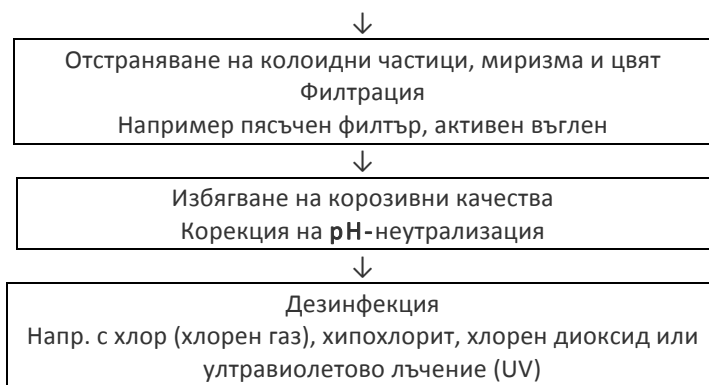 ↓
Отстраняване на колоидни частици, миризма и цвят
Филтрация
Например пясъчен филтър, активен въглен
↓
Избягване на корозивни качества
Корекция на pH-неутрализация
↓
Дезинфекция
Напр. с хлор (хлорен газ), хипохлорит, хлорен диоксид или
ултравиолетово лъчение (UV)